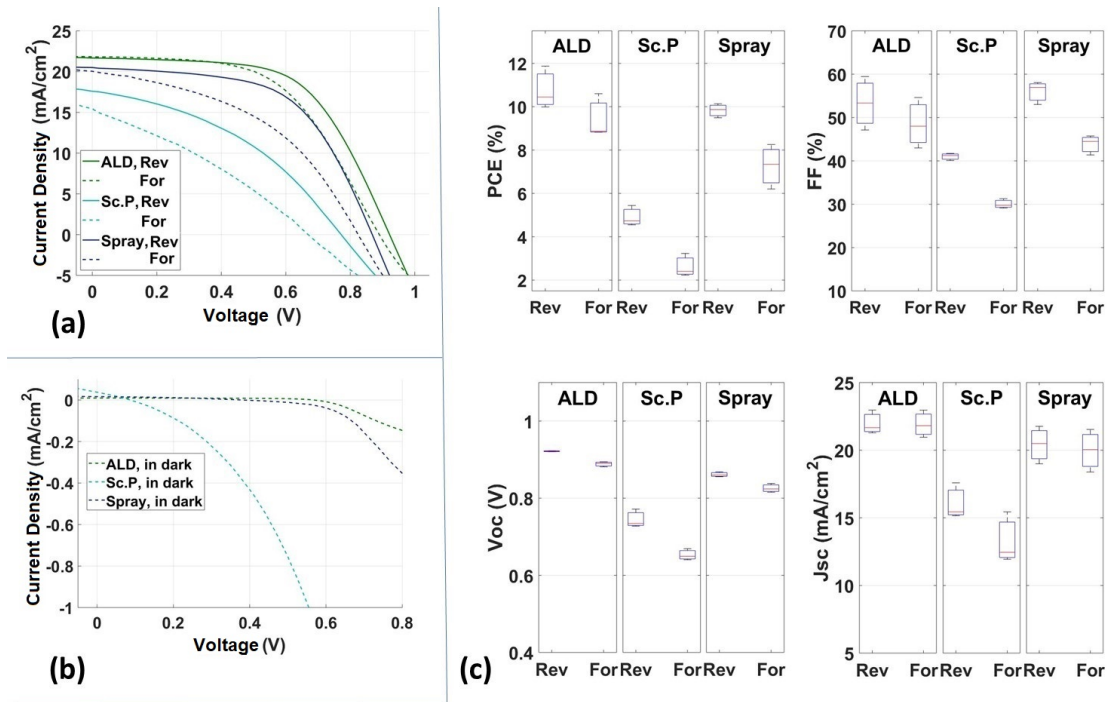 25
20
15
10
5
0
-5
Current Density (mA/cm²)
ALD, Rev
For
Sc.P, Rev
For
Spray, Rev
For
0
0.2
0.4
0.6
0.8
1
Voltage (V)
(a)
0
-0.2
-0.4
-0.6
-0.8
-1
Current Density (mA/cm²)
ALD, in dark
Sc.P, in dark
Spray, in dark
0
0.2
0.4
0.6
0.8
Voltage (V)
(b)
ALD
Sc.P
Spray
12
10
8
6
4
2
PCE (%)
Rev
For
Rev
For
Rev
For
ALD
Sc.P
Spray
70
60
50
40
30
20
10
FF (%)
Rev
For
Rev
For
Rev
For
ALD
Sc.P
Spray
1
0.8
0.6
0.4
Voc (V)
Rev
For
Rev
For
Rev
For
(c)
ALD
Sc.P
Spray
25
20
15
10
5
Jsc (mA/cm²)
Rev
For
Rev
For
Rev
For